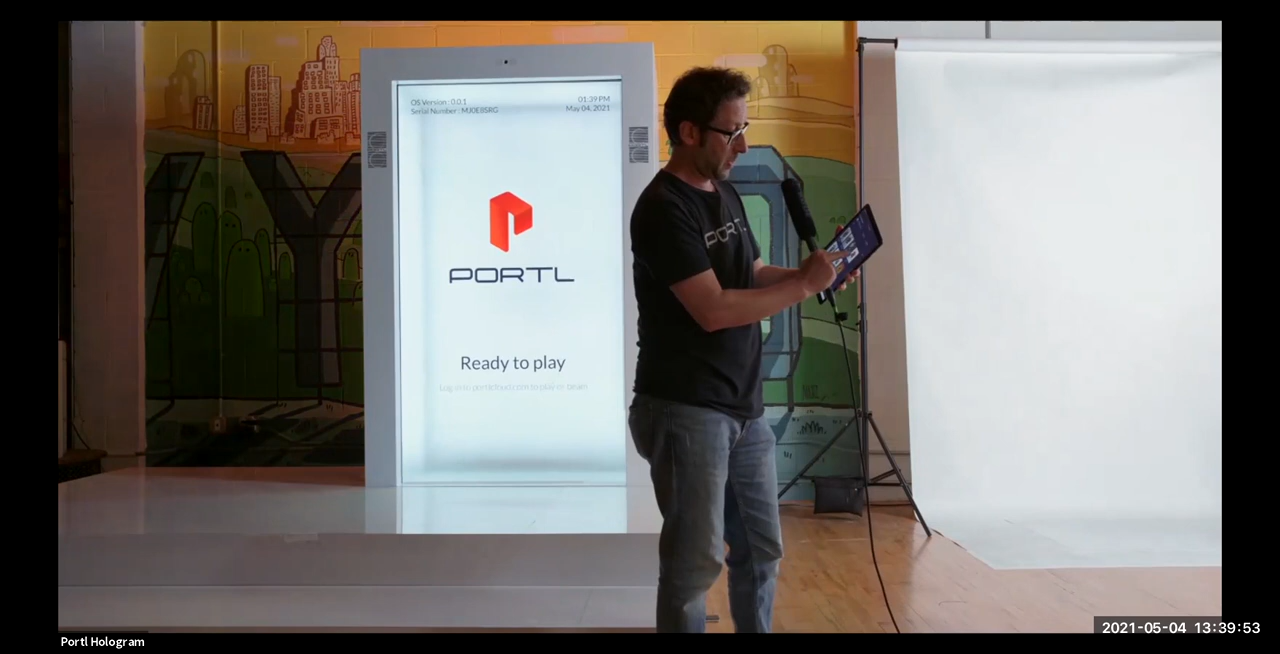 OS Version : 0.0.1
Serial Number : MJ0E8SRG
01:39 PM
May 04, 2021
PORTL
Ready to play
PORTL
Portl Hologram
2021-05-04 13:39:53